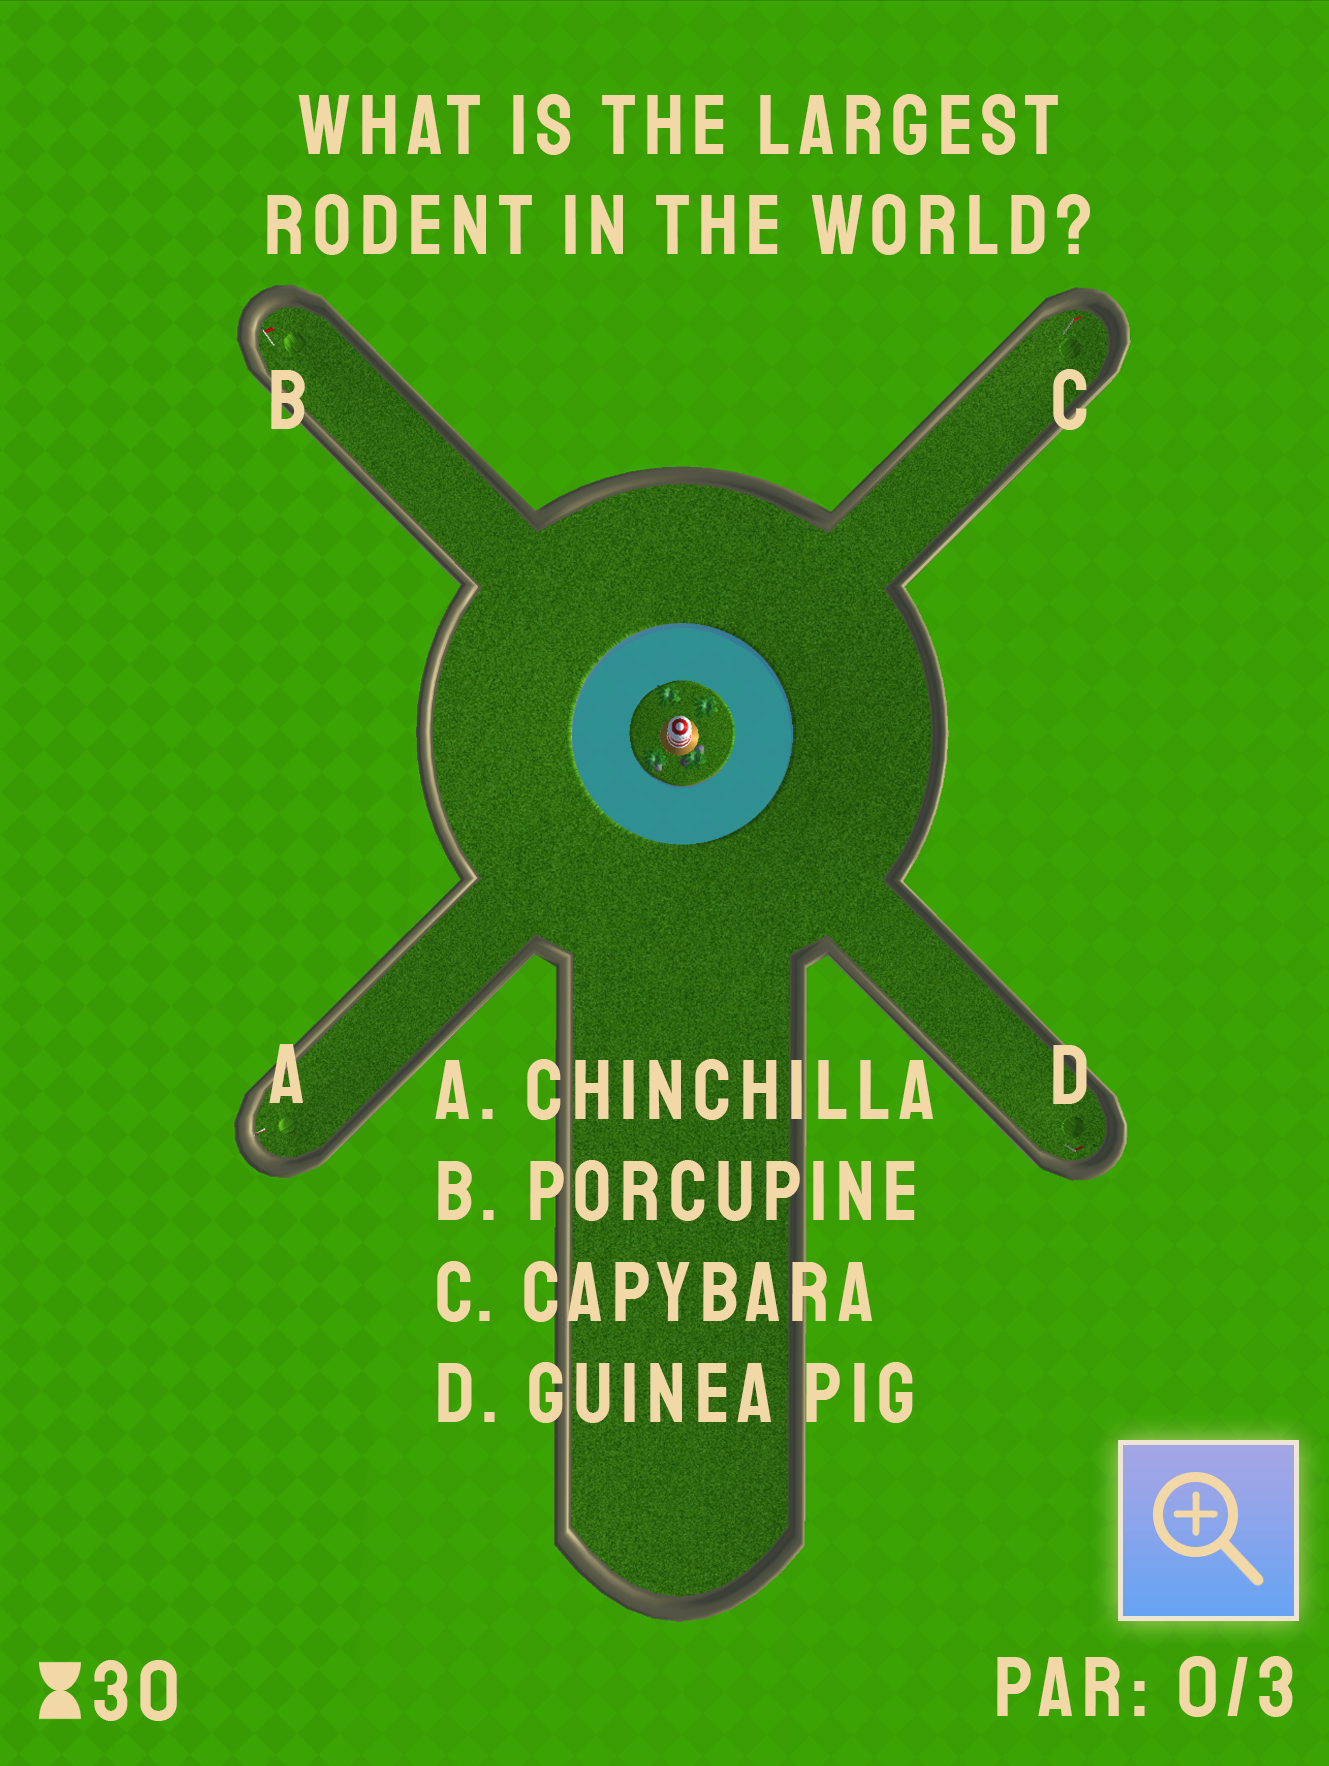 WHAT IS THE LARGEST
RODENT IN THE WORLD?
B
C
A
D
A. CHINCHILLA
B. PORCUPINE
C. CAPYBARA
D. GUINEA PIG
30
PAR: 0/3